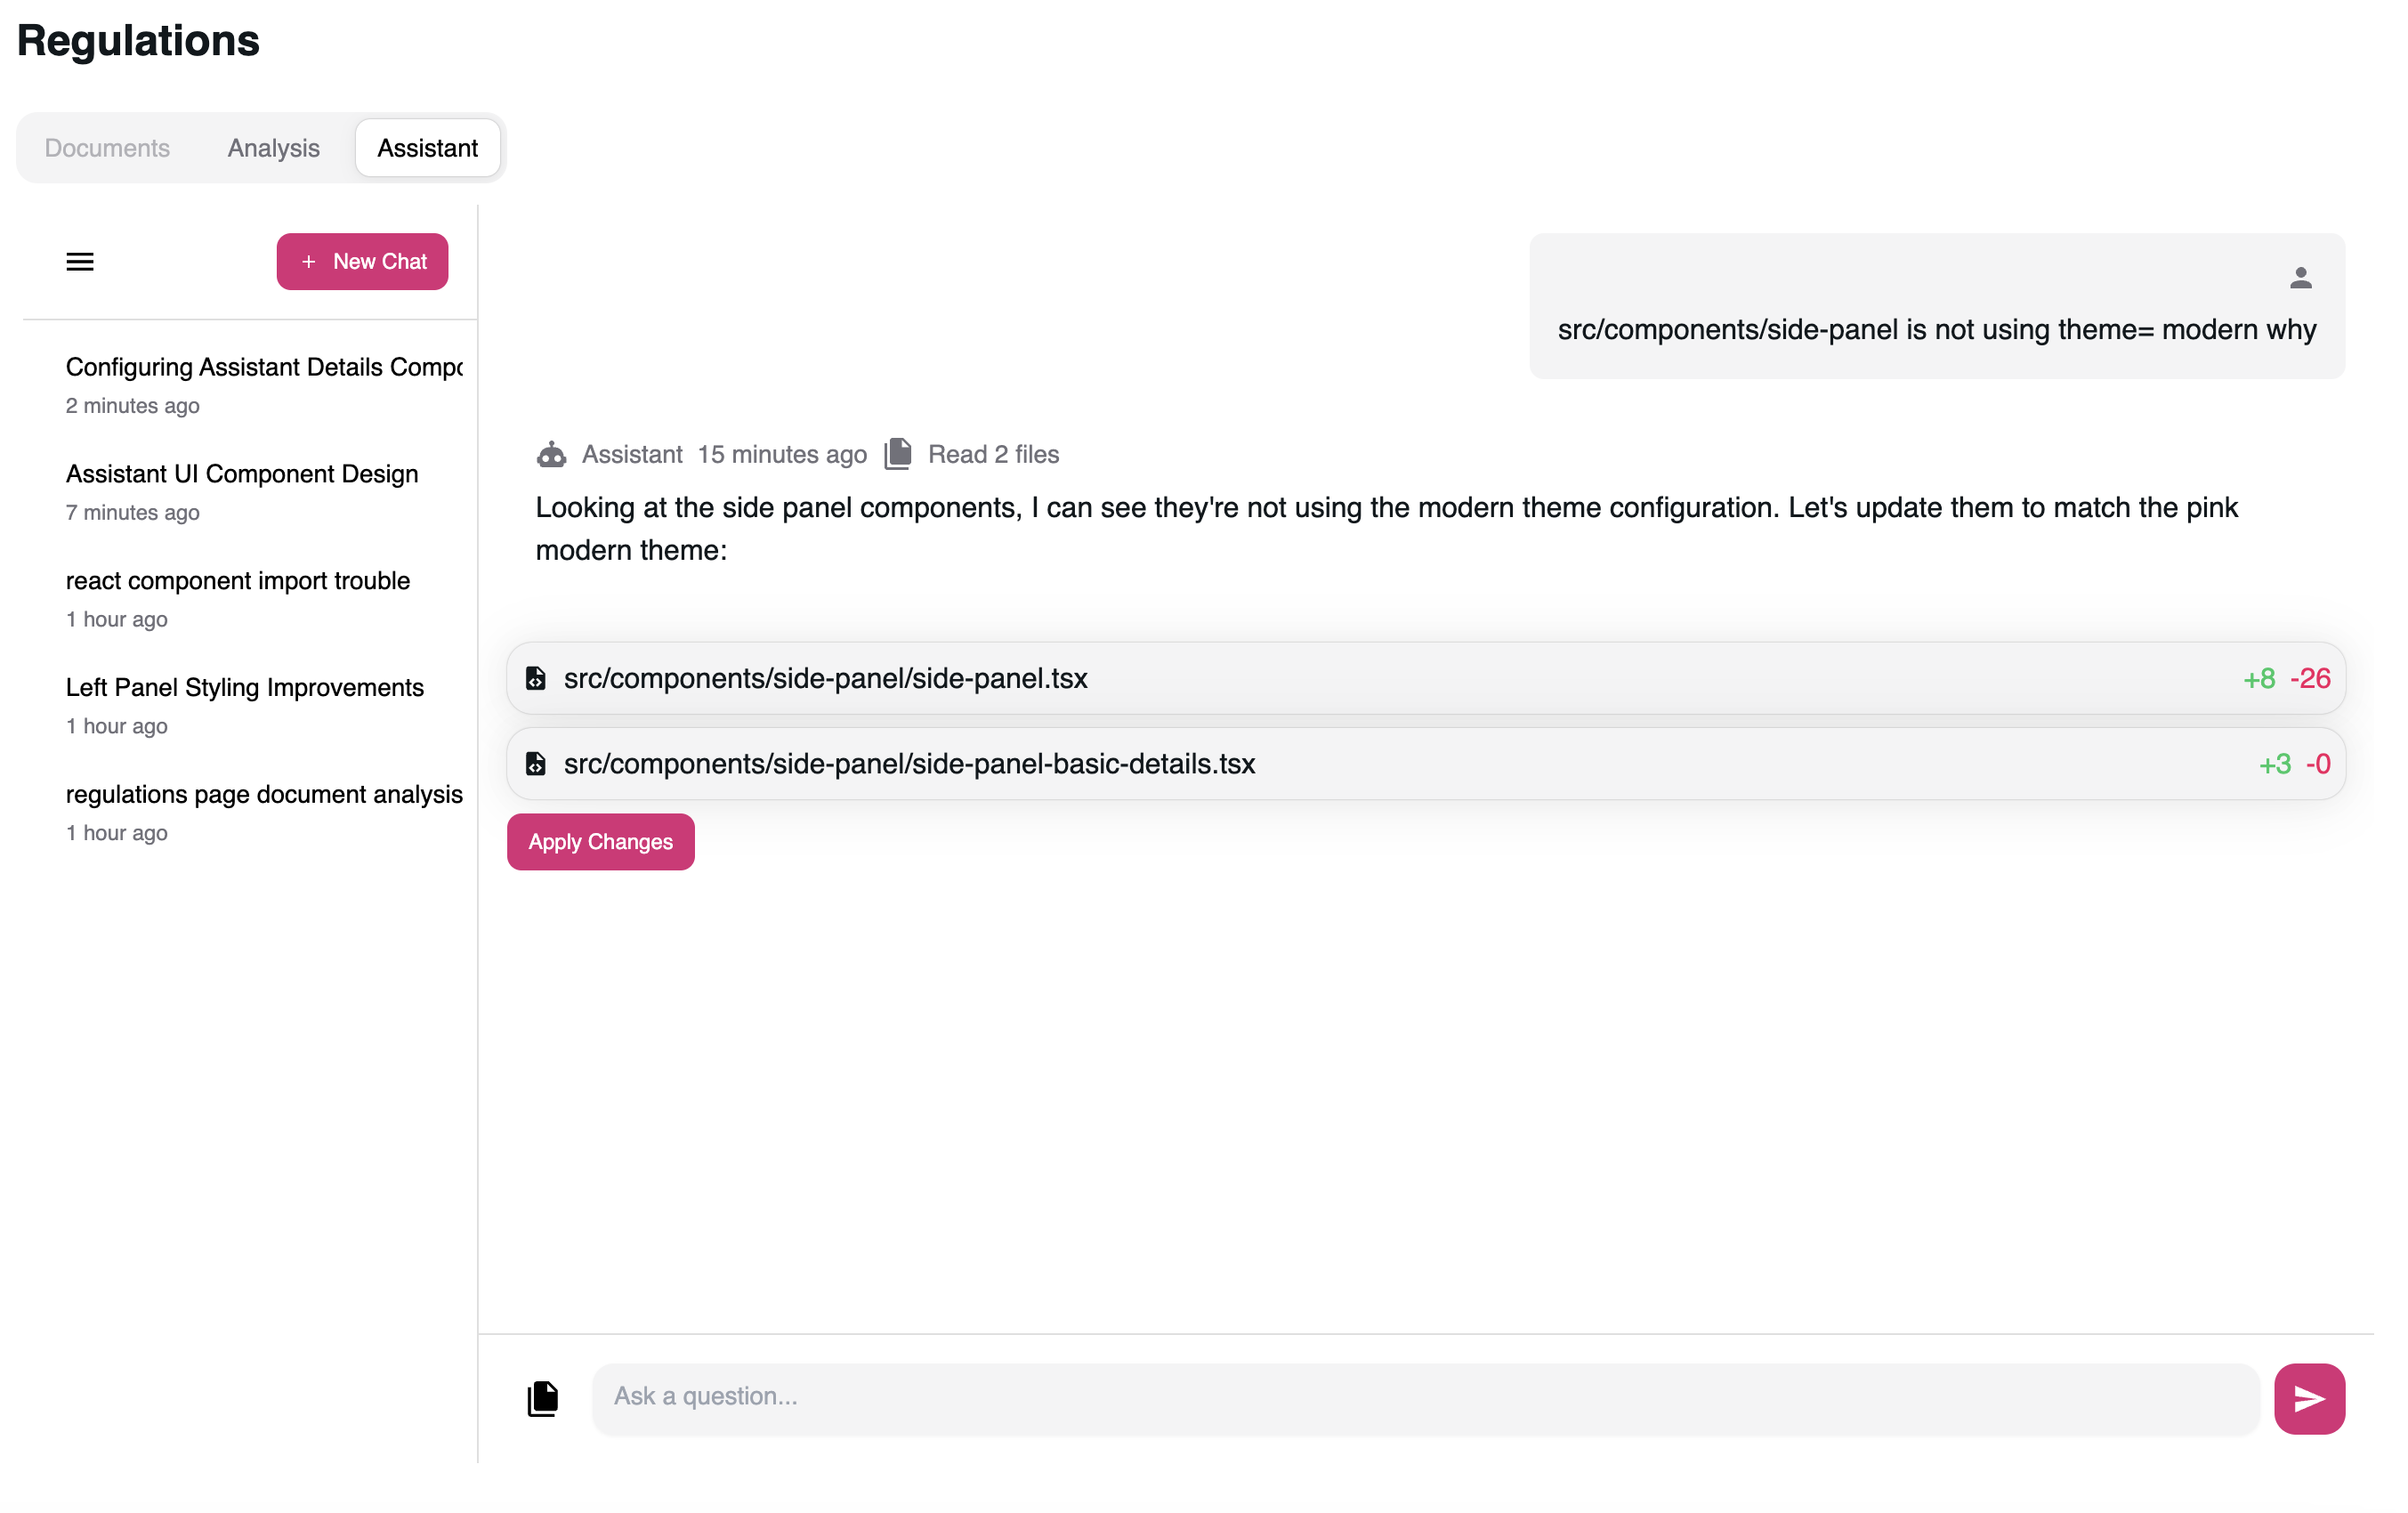 Regulations
Documents
Analysis
Assistant
+ New Chat
Configuring Assistant Details Compo
2 minutes ago
Assistant UI Component Design
7 minutes ago
react component import trouble
1 hour ago
Left Panel Styling Improvements
1 hour ago
regulations page document analysis
1 hour ago
src/components/side-panel is not using theme= modern why
Assistant 15 minutes ago Read 2 files
Looking at the side panel components, I can see they're not using the modern theme configuration. Let's update them to match the pink
modern theme:
src/components/side-panel/side-panel.tsx +8 -26
src/components/side-panel/side-panel-basic-details.tsx +3 -0
Apply Changes
Ask a question...